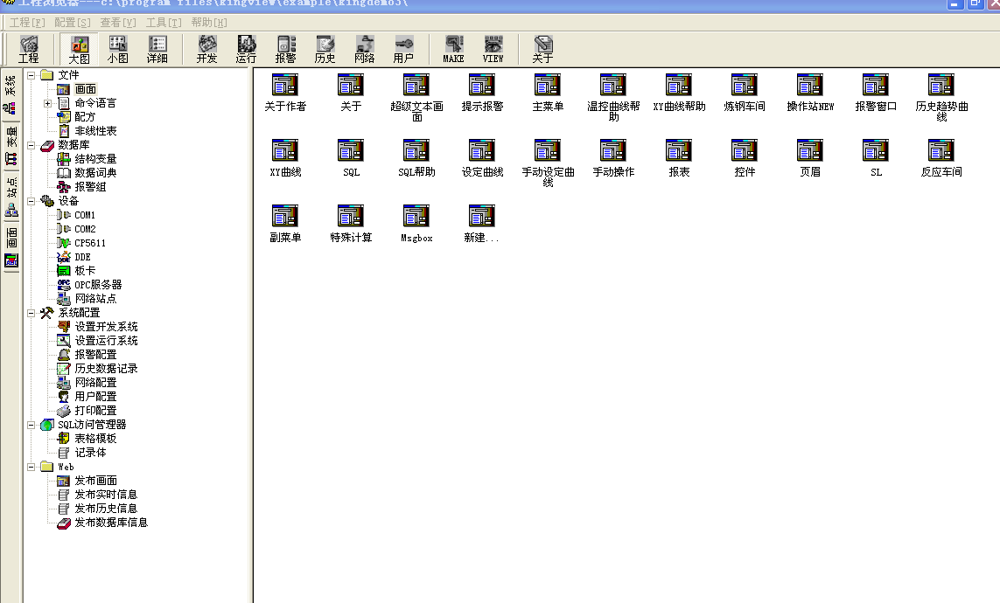 工程浏览器---c:\program files\kingview\example\kingdemo3\
工程[F] 配置[S] 查看[V] 工具[T] 帮助[H]
工程 大图 小图 详细 开发 运行 报警 历史 网络 用户 MAKE VIEW 关于
系统
变量
站点
画面
文件
画面
命令语言
配方
非线性表
数据库
结构变量
数据词典
报警组
设备
COM1
COM2
CP5611
DDE
板卡
OPC服务器
网络站点
系统配置
设置开发系统
设置运行系统
报警配置
历史数据记录
网络配置
用户配置
打印配置
SQL访问管理器
表格模板
记录体
Web
发布画面
发布实时信息
发布历史信息
发布数据库信息
关于作者
关于
超级文本画
面
提示报警
主菜单
温控曲线帮
助
XY曲线帮助
炼钢车间
操作站NEW
报警窗口
历史趋势曲
线
XY曲线
SQL
SQL帮助
设定曲线
手动设定曲
线
手动操作
报表
控件
页眉
SL
反应车间
副菜单
特殊计算
Msgbox
新建...